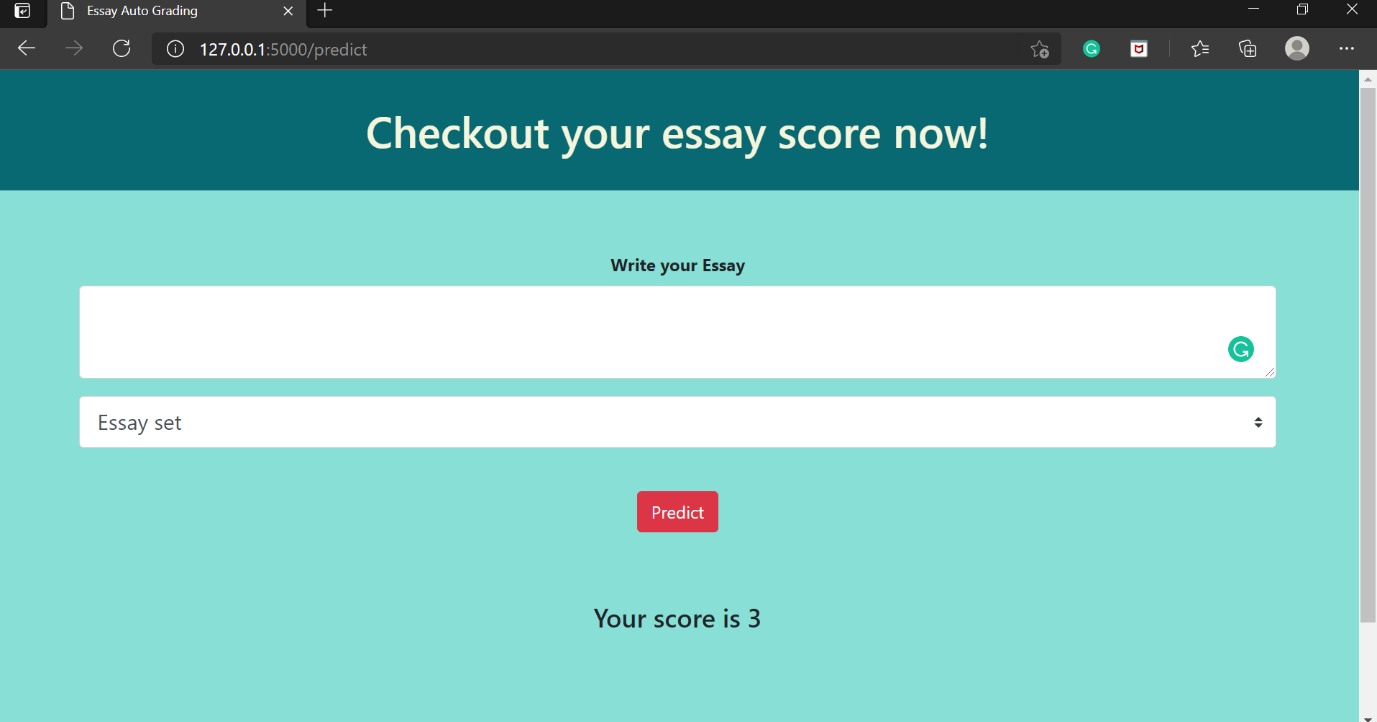 Essay Auto Grading
127.0.0.1:5000/predict
Checkout your essay score now!
Write your Essay
Essay set
Predict
Your score is 3